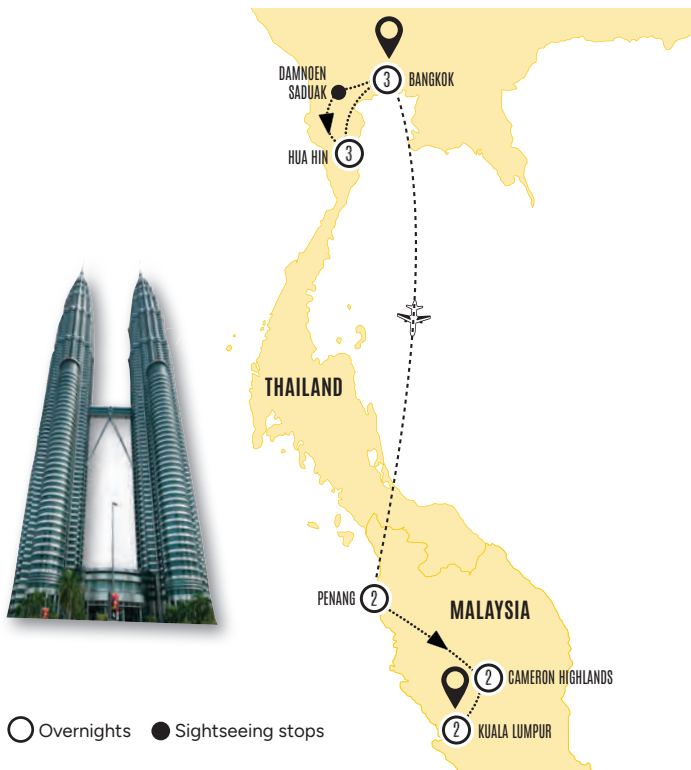 DAMNOEN
SADUAK
3
BANGKOK
HUA HIN
3
THAILAND
PENANG
2
MALAYSIA
2
CAMERON HIGHLANDS
2
KUALA LUMPUR
Overnights
Sightseeing stops